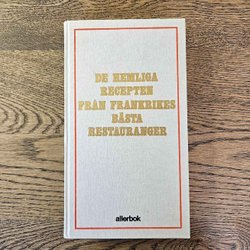 DE HEMLIGA
RECEPTEN
FRÅN FRANKRIKES
BÄSTA
RESTAURANGER
allerbok